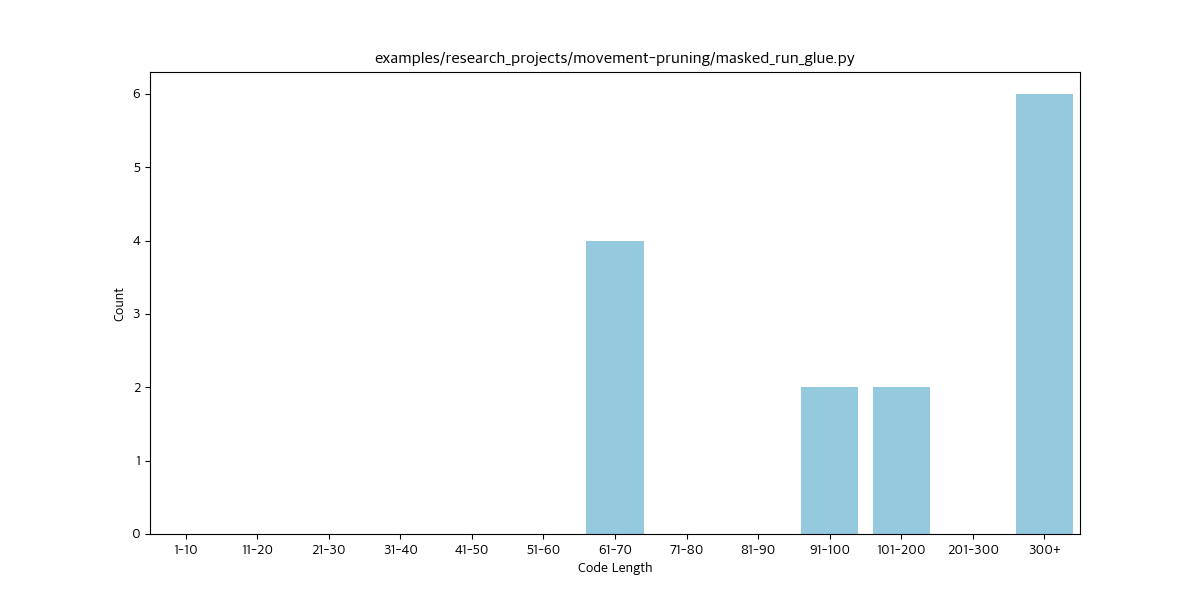 examples/research_projects/movement-pruning/masked_run_glue.py
6
5
4
3
2
1
0
Count
1-10 11-20 21-30 31-40 41-50 51-60 61-70 71-80 81-90 91-100 101-200 201-300 300+
Code Length